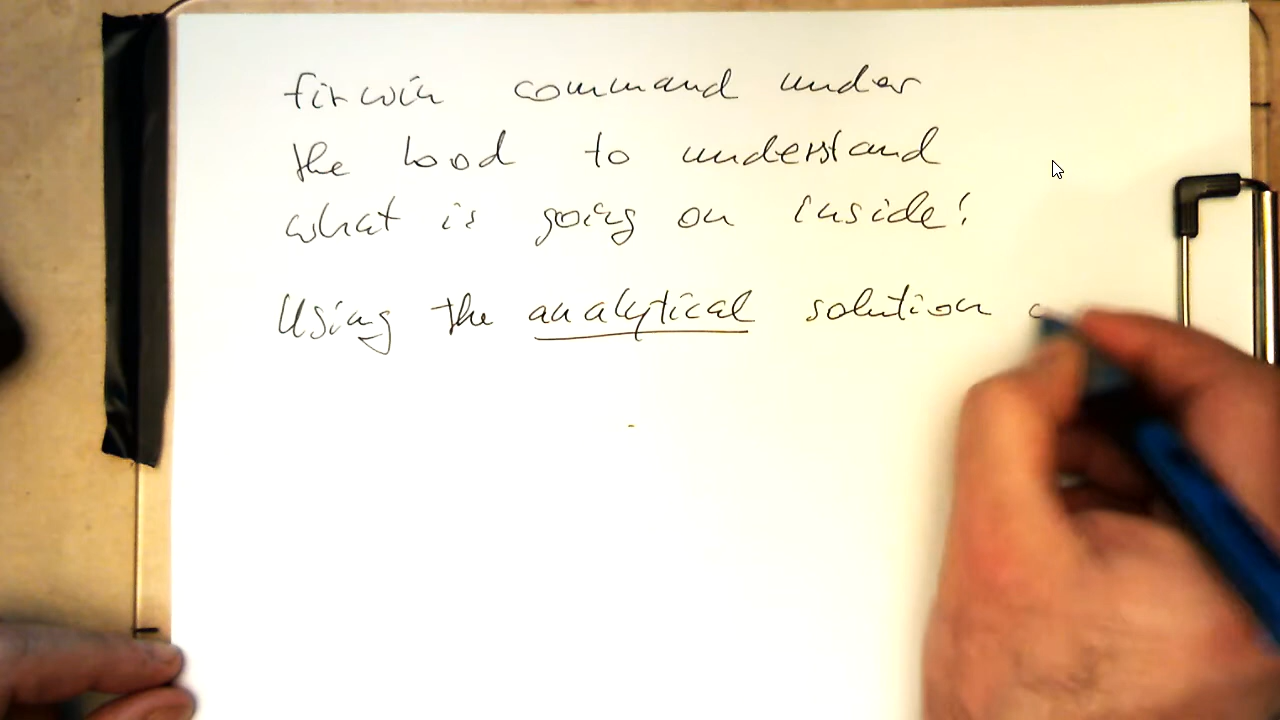 firwin command under
the hood to understand
what is going on inside!
Using the analytical solution